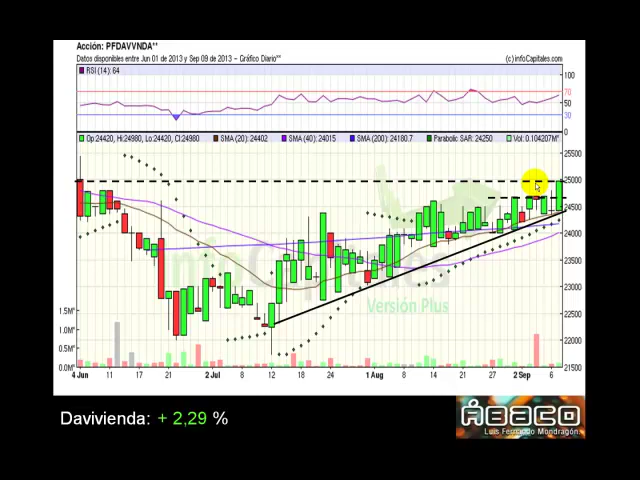 Acción: PFDAVVNDA**
Datos disponibles entre Jun 01 de 2013 y Sep 09 de 2013 – Gráfico Diario** (c) infoCapitales.com
RSI (14): 64
100
70
50
30
0
Op:24420, Hi:24980, Lo:24420, Cl:24980 SMA (20): 24402 SMA (40): 24015 SMA (200): 24180.7 Parabolic SAR: 24250 Vol: 0.104207M"
25500
25000
24500
24000
23500
23000
22500
22000
21500
1.5M"
1.0M"
0.5M"
0.0M"
InfoCapitales
Versión Plus
4 Jun 11 17 21 2 Jul 8 12 18 24 1 Aug 8 14 21 27 2 Sep 6
Davivienda: + 2,29 %
ÁBACO
Luis Fernando Mondragón